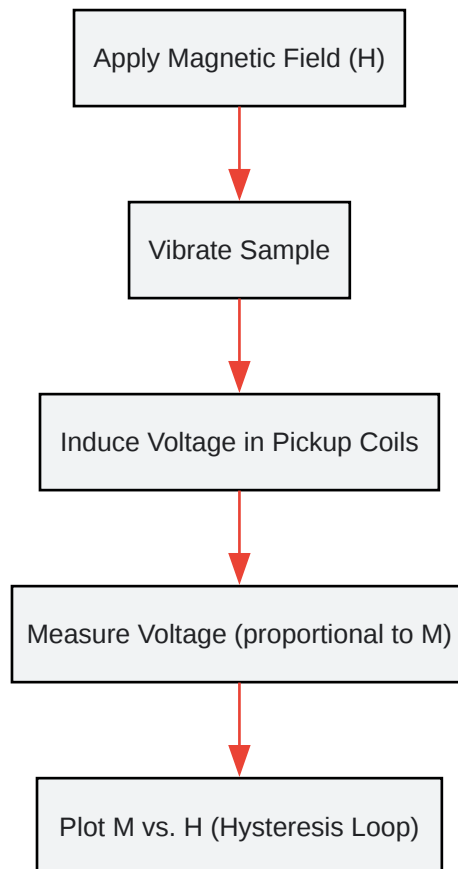 Apply Magnetic Field (H)
Vibrate Sample
Induce Voltage in Pickup Coils
Measure Voltage (proportional to M)
Plot M vs. H (Hysteresis Loop)